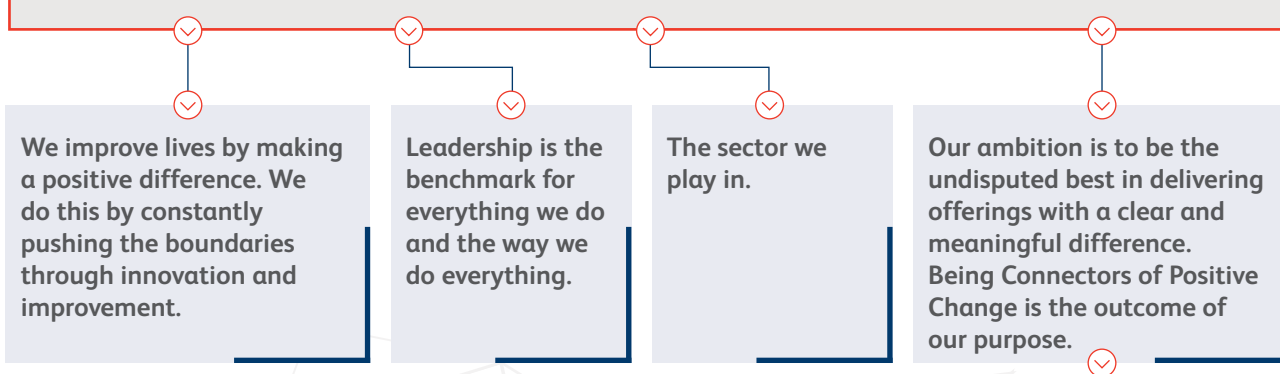 We improve lives by making
a positive difference. We
do this by constantly
pushing the boundaries
through innovation and
improvement.
Leadership is the
benchmark for
everything we do
and the way we
do everything.
The sector we
play in.
Our ambition is to be the
undisputed best in delivering
offerings with a clear and
meaningful difference.
Being Connectors of Positive
Change is the outcome of
our purpose.